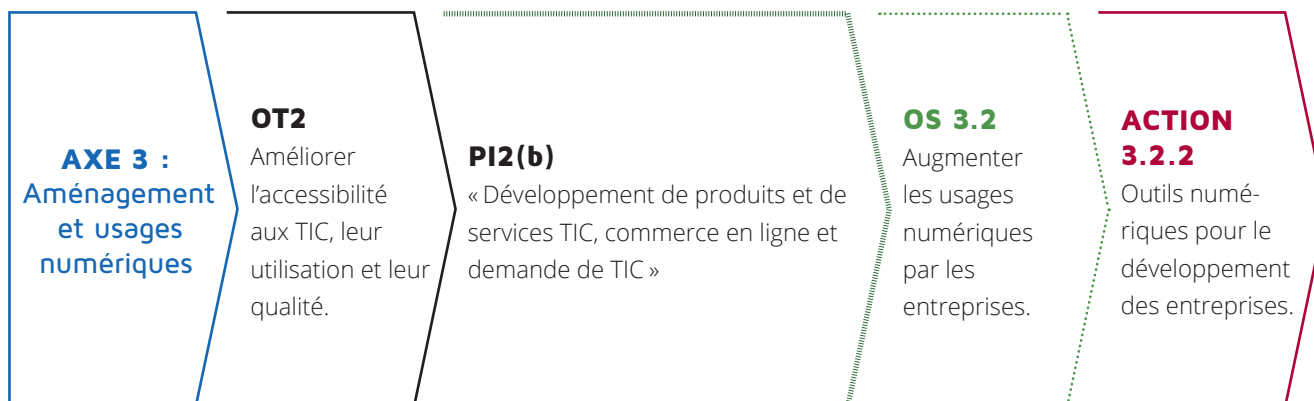 AXE 3 :
Aménagement
et usages
numériques
OT2
Améliorer
l’accessibilité
aux TIC, leur
utilisation et leur
qualité.
PI2(b)
« Développement de produits et de
services TIC, commerce en ligne et
demande de TIC »
OS 3.2
Augmenter
les usages
numériques
par les
entreprises.
ACTION
3.2.2
Outils numé-
riques pour le
développement
des entreprises.